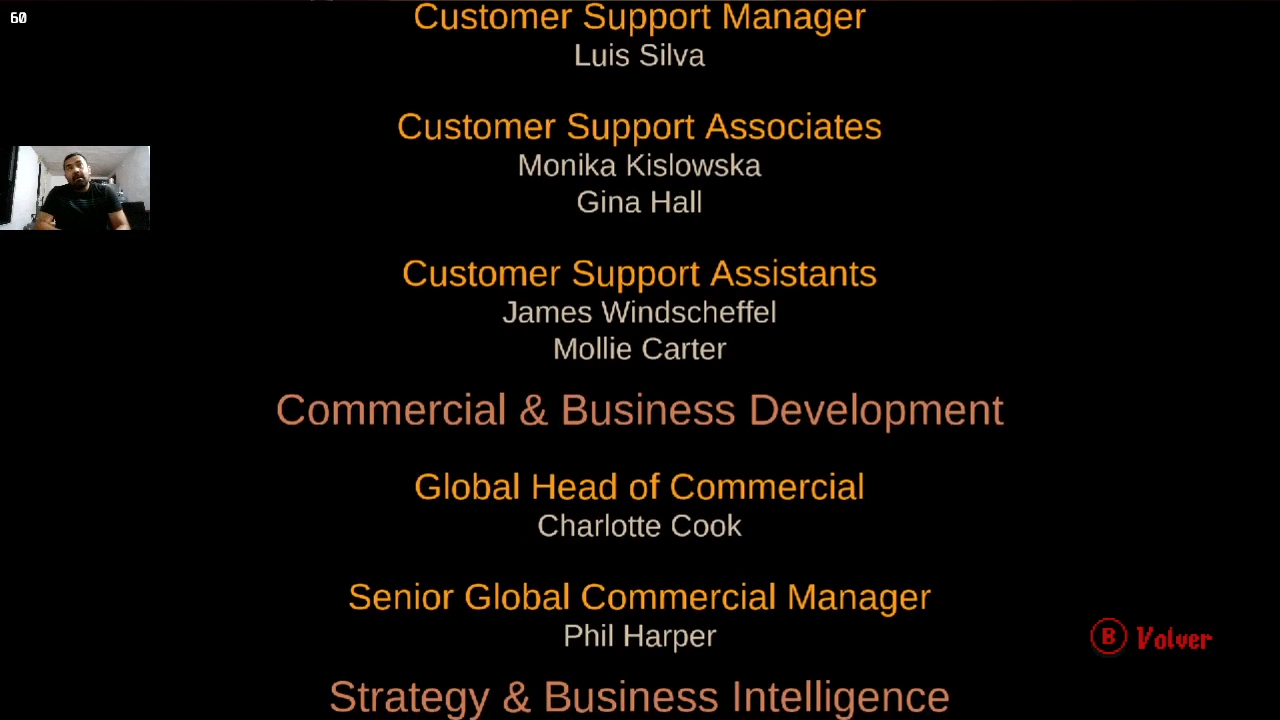 60
Customer Support Manager
Luis Silva
Customer Support Associates
Monika Kislowska
Gina Hall
Customer Support Assistants
James Windscheffel
Mollie Carter
Commercial & Business Development
Global Head of Commercial
Charlotte Cook
Senior Global Commercial Manager
Phil Harper
B Volver
Strategy & Business Intelligence